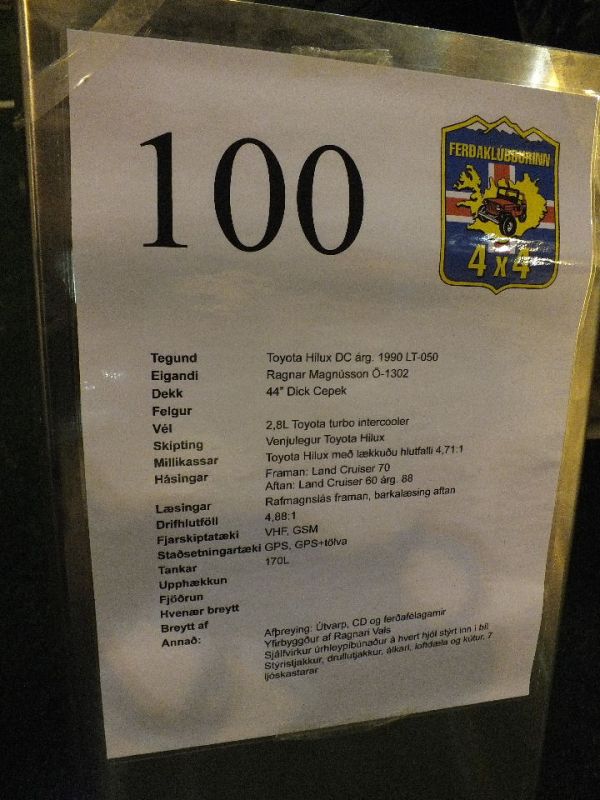 100
FERÐAKLÚBBURINN
4 x 4
Tegund Toyota Hilux DC árg. 1990 LT-050
Eigandi Ragnar Magnússon Ö-1302
Dekk 44" Dick Cepek
Felgur
Vél 2,8L Toyota turbo intercooler
Skipting Venjulegur Toyota Hilux
Millikassar Toyota Hilux með lækkuðu hlutfalli 4,71:1
Hásingar Framan: Land Cruiser 70
Aftan: Land Cruiser 60 árg. 88
Læsingar Rafmagnslás framan, barkalæsing aftan
Drifhlutföll 4,88:1
Fjarskiptatæki VHF, GSM
Staðsetningartæki GPS, GPS+tölva
Tankar 170L
Upphækkun
Fjöðrun
Hvenær breytt
Breytt af
Annað: Afþreying: Útvarp, CD og ferðafélagarnir
Yfirbyggður af Ragnari Vals
Sjálfvirkur úrhleypibúnaður á hvert hjól stýrt inn í bíl
Stýristjakkur, drullutjakkur, álkarl, loftdæla og kútur, 7
ljóskastarar